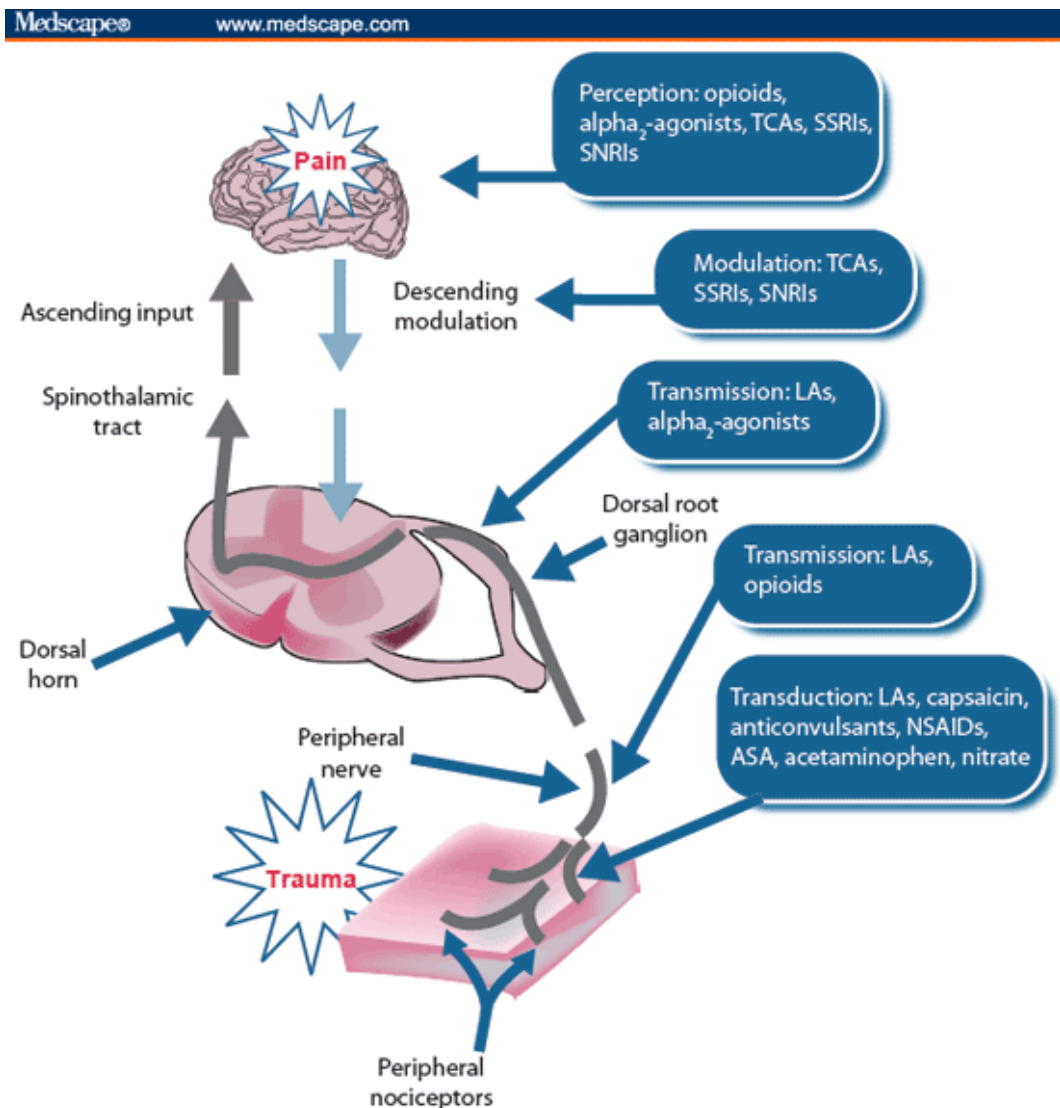 Medscape® www.medscape.com
Perception: opioids,
alpha₂-agonists, TCAs, SSRIs,
SNRIs
Pain
Modulation: TCAs,
SSRIs, SNRIs
Descending
modulation
Ascending input
Transmission: LAs,
alpha₂-agonists
Spinothalamic
tract
Dorsal root
ganglion
Transmission: LAs,
opioids
Dorsal
horn
Transduction: LAs, capsaicin,
anticonvulsants, NSAIDs,
ASA, acetaminophen, nitrate
Peripheral
nerve
Trauma
Peripheral
nociceptors